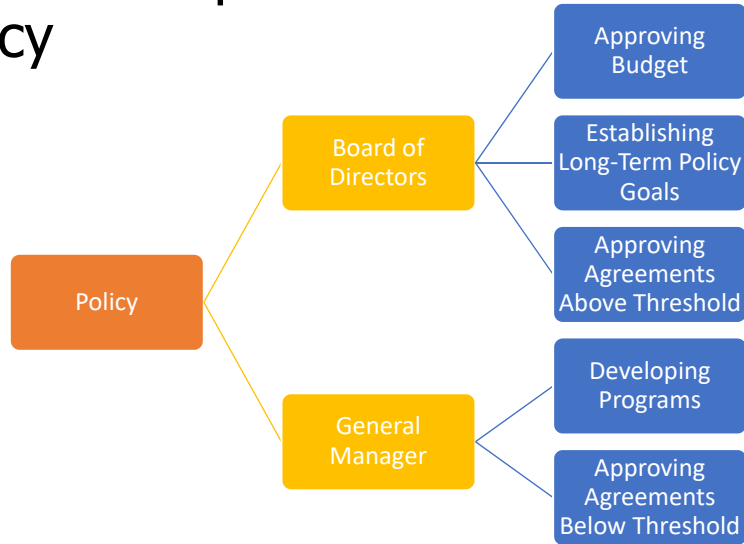 cy
Approving
Budget
Board of
Directors
Establishing
Long-Term Policy
Goals
Approving
Agreements
Above Threshold
Policy
General
Manager
Developing
Programs
Approving
Agreements
Below Threshold